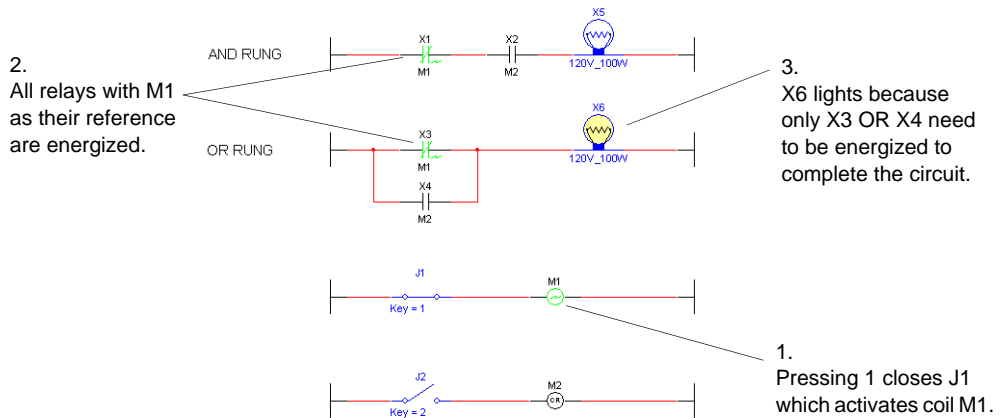 2.
All relays with M1
as their reference
are energized.
AND RUNG
X1
M1
X2
M2
X5
120V_100W
3.
X6 lights because
only X3 OR X4 need
to be energized to
complete the circuit.
OR RUNG
X3
M1
X4
M2
X6
120V_100W
J1
Key = 1
M1
1.
Pressing 1 closes J1
which activates coil M1.
J2
Key = 2
M2
CR